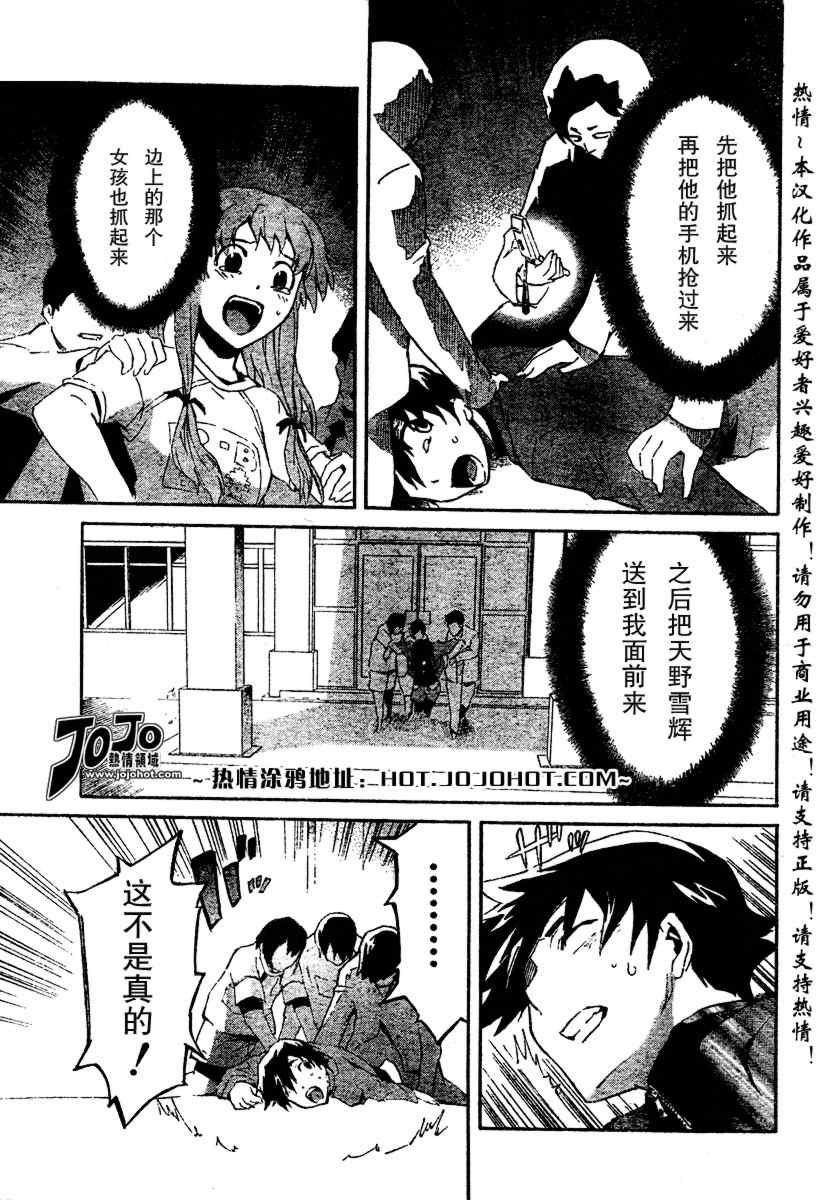 先把他抓起来
再把他的手机抢过来
边上的那个
女孩也抓起来
之后把天野雪辉
送到我面前来
JOJO
热情领域
www.jojohot.com
~热情涂鸦地址：HOT.JOJOHOT.COM~
………
这不是真的！
热情~本汉化作品属于爱好者兴趣爱好制作！请勿用于商业用途！请支持正版！请支持热情！